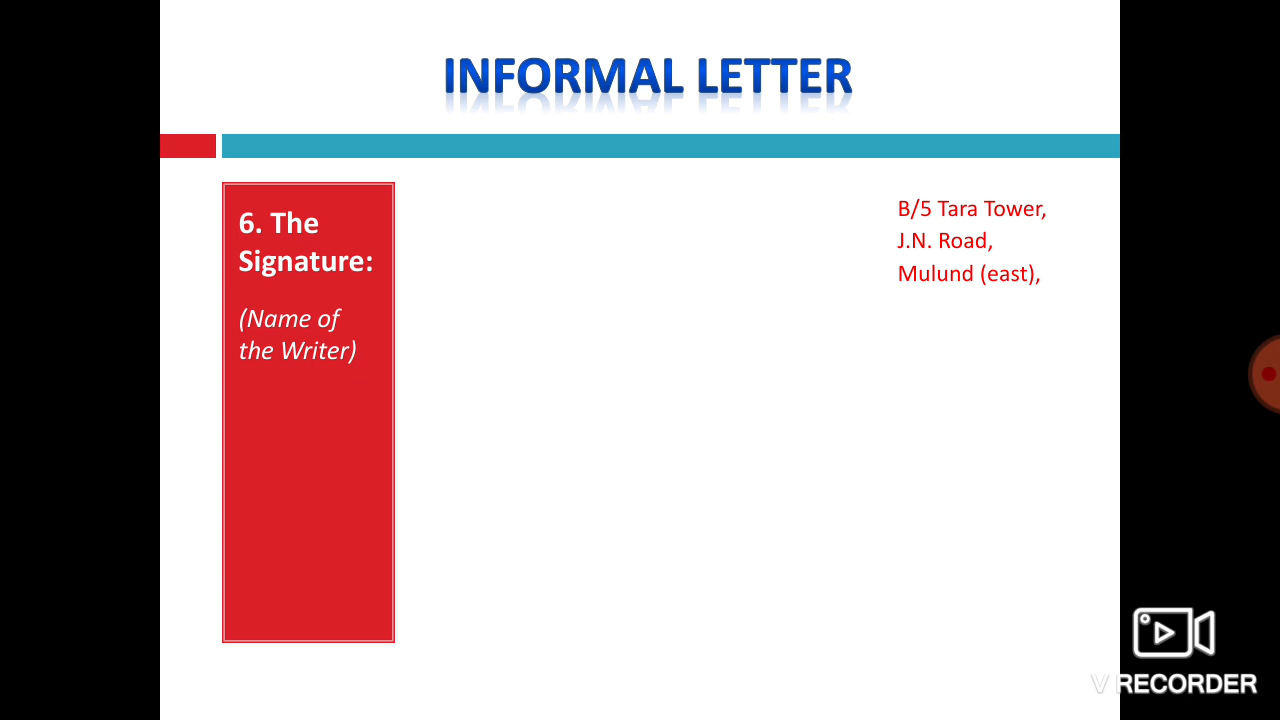 INFORMAL LETTER
6. The
Signature:
(Name of
the Writer)
B/5 Tara Tower,
J.N. Road,
Mulund (east),
V RECORDER